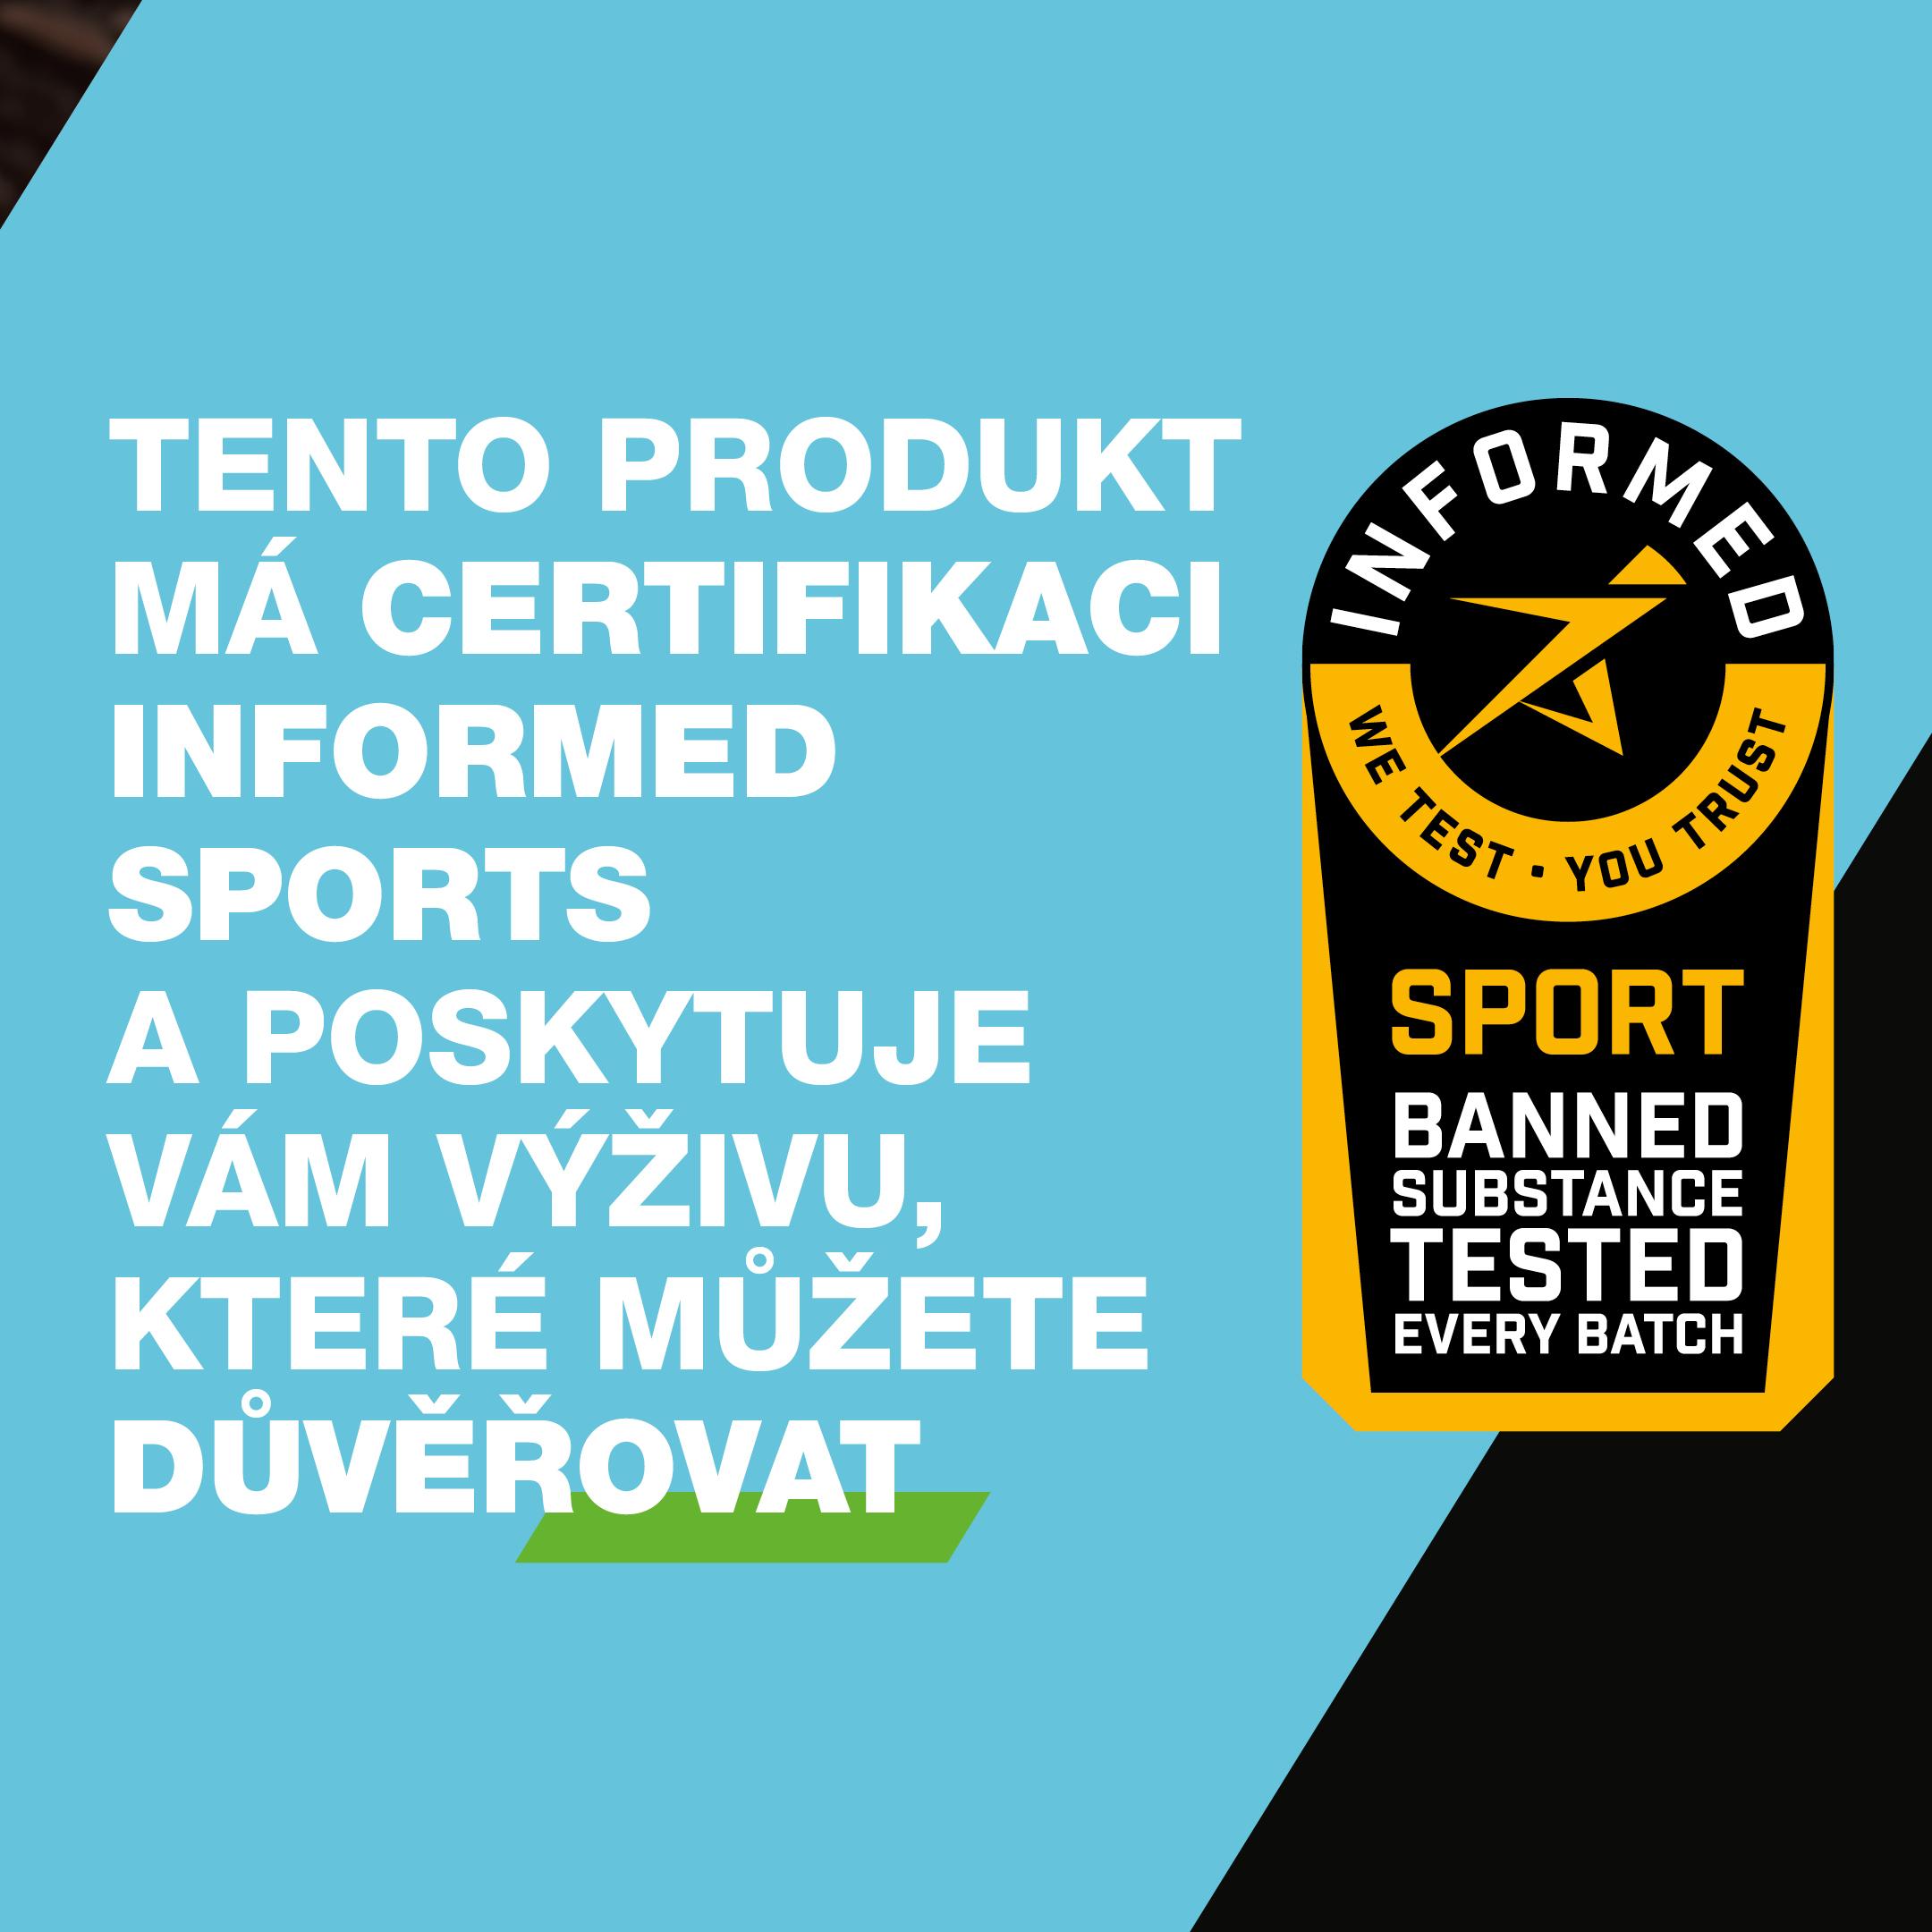 TENTO PRODUKT
MÁ CERTIFIKACI
INFORMED
SPORTS
A POSKYTUJE
VÁM VÝŽIVU,
KTERÉ MŮŽETE
DŮVĚŘOVAT
INFORMED
WE TEST · YOU TRUST
SPORT
BANNED
SUBSTANCE
TESTED
EVERY BATCH